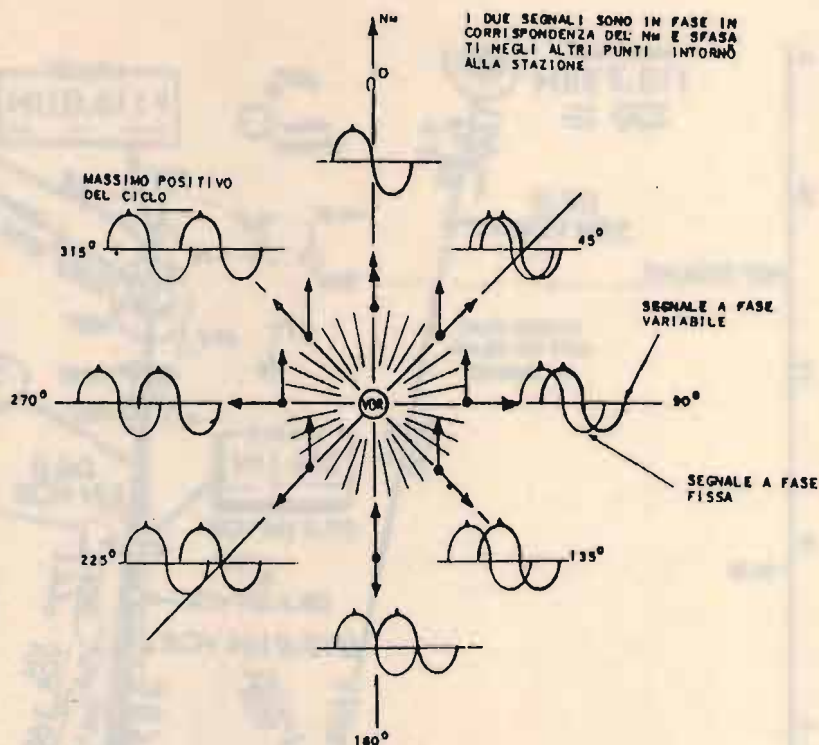 Nm
I DUE SEGNALI SONO IN FASE IN
CORRISPONDENZA DEL Nm E SFASA
TI NEGLI ALTRI PUNTI INTORNO
ALLA STAZIONE
0°
MASSIMO POSITIVO
DEL CICLO
315°
45°
SEGNALE A FASE
VARIABILE
270°
VOR
90°
SEGNALE A FASE
FISSA
225°
135°
180°